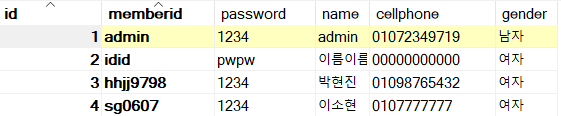 id memberid password name cellphone gender
1 admin 1234 admin 01072349719 남자
2 idid pwpw 이름이름 00000000000 여자
3 hhjj9798 1234 박현진 01098765432 여자
4 sg0607 1234 이소현 0107777777 여자